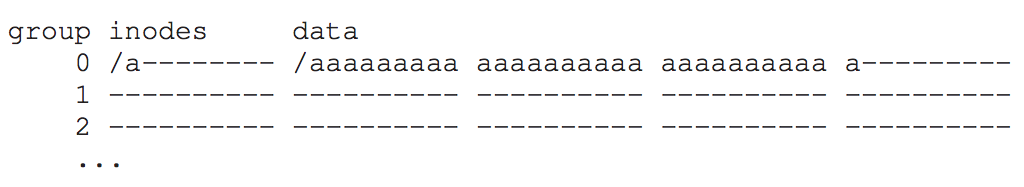 group inodes     data
    0 /a-------- /aaaaaaaaa aaaaaaaaaa aaaaaaaaaa a---------
    1 ---------- ---------- ---------- ---------- ----------
    2 ---------- ---------- ---------- ---------- ----------
    ...